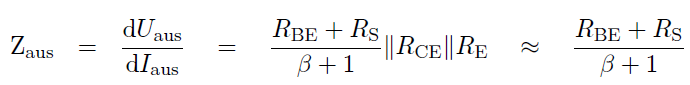 Z_aus = dU_aus/dI_aus = (R_BE + R_S)/(β + 1) ∥ R_CE ∥ R_E ≈ (R_BE + R_S)/(β + 1)